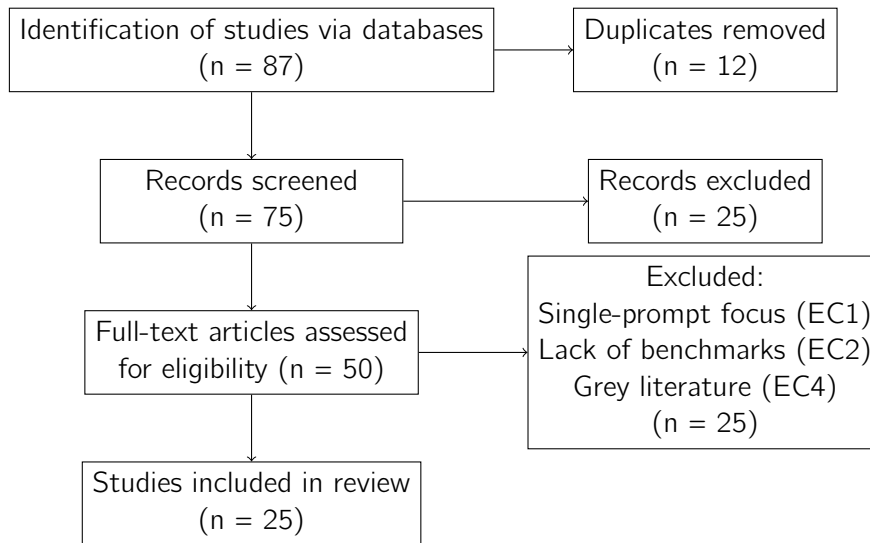 Identification of studies via databases
(n = 87)
Duplicates removed
(n = 12)
Records screened
(n = 75)
Records excluded
(n = 25)
Full-text articles assessed
for eligibility (n = 50)
Excluded:
Single-prompt focus (EC1)
Lack of benchmarks (EC2)
Grey literature (EC4)
(n = 25)
Studies included in review
(n = 25)